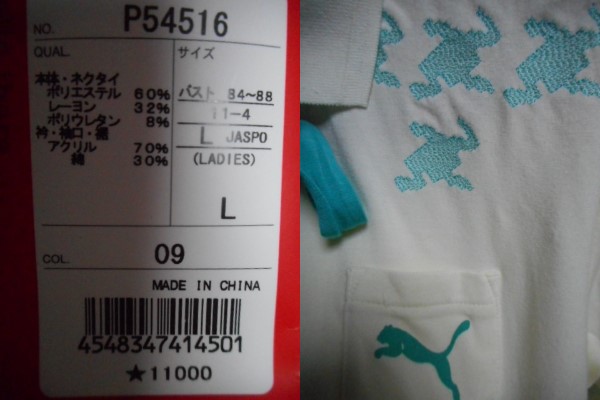 NO. P54516
QUAL. サイズ
本体・ネクタイ
ポリエステル 60%
レーヨン 32%
ポリウレタン 8%
衿・袖口・裾
アクリル 70%
綿 30%
バスト 84~88
11-4
L JASPO
(LADIES)
L
COL. 09
MADE IN CHINA
4548347414501
★11000